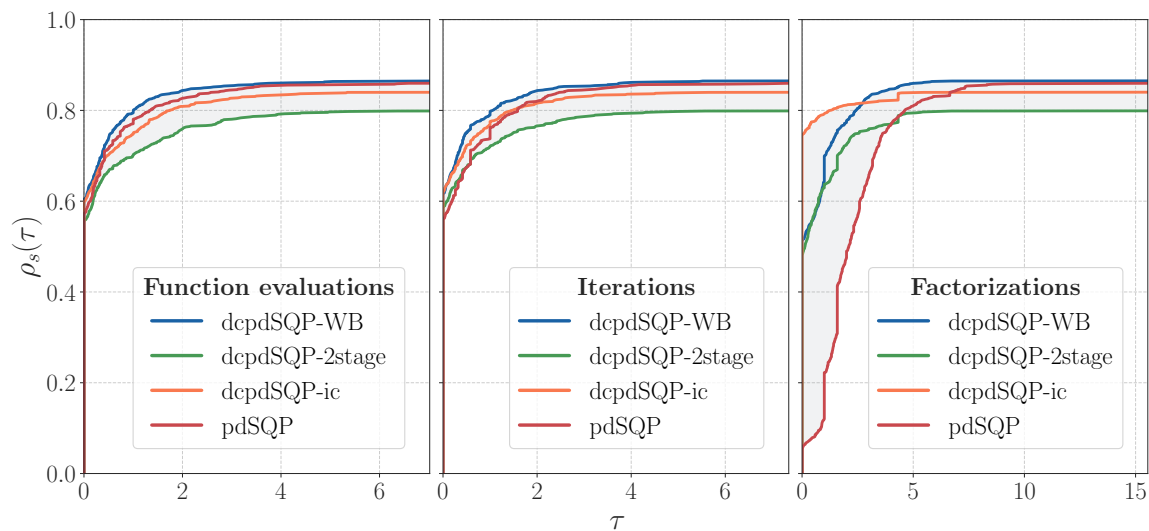 1.0
0.8
0.6
0.4
0.2
0.0
ρₛ(τ)
Function evaluations
dcpdSQP-WB
dcpdSQP-2stage
dcpdSQP-ic
pdSQP
0 2 4 6
Iterations
dcpdSQP-WB
dcpdSQP-2stage
dcpdSQP-ic
pdSQP
0 2 4 6
τ
Factorizations
dcpdSQP-WB
dcpdSQP-2stage
dcpdSQP-ic
pdSQP
0 5 10 15